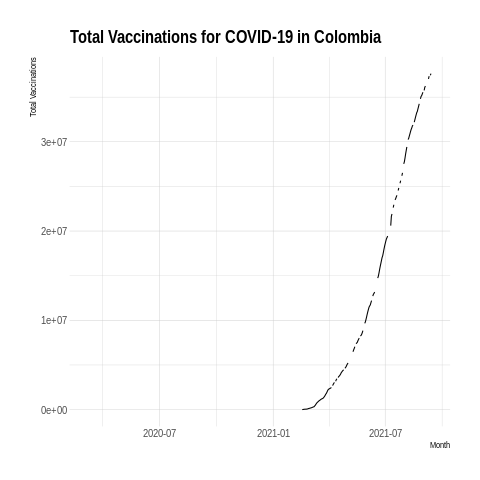 Total Vaccinations for COVID-19 in Colombia
Total Vaccinations
3e+07
2e+07
1e+07
0e+00
2020-07
2021-01
2021-07
Month